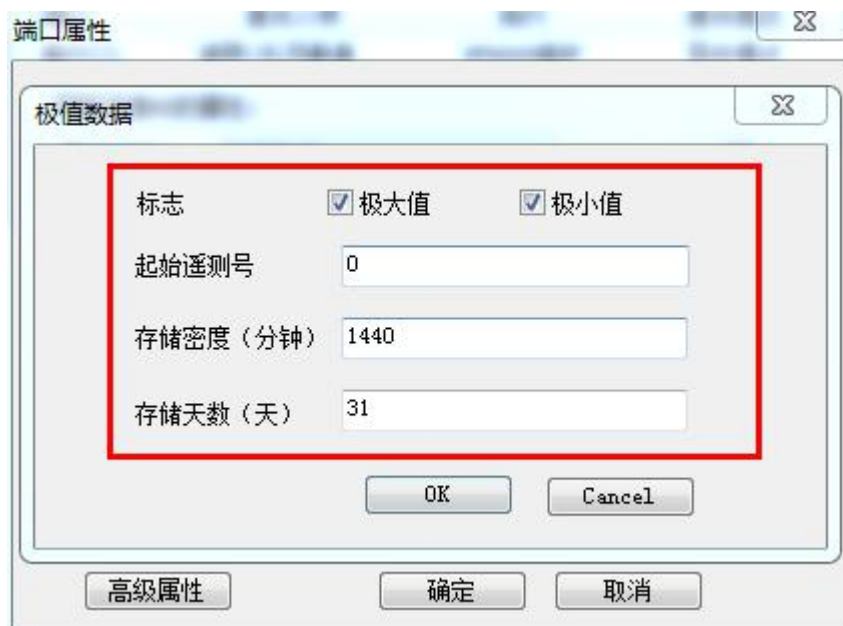 端口属性
极值数据
标志 极大值 极小值
起始遥测号 0
存储密度（分钟） 1440
存储天数（天） 31
OK Cancel
高级属性 确定 取消